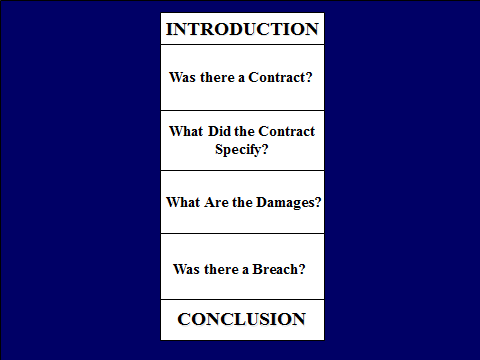 INTRODUCTION
Was there a Contract?
What Did the Contract
Specify?
What Are the Damages?
Was there a Breach?
CONCLUSION